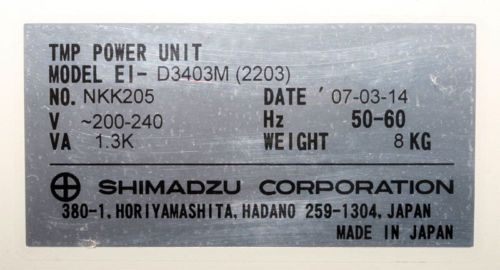 TMP POWER UNIT
MODEL EI- D3403M (2203)
NO. NKK205 DATE '07-03-14
V ~200-240 Hz 50-60
VA 1.3K WEIGHT 8 KG
SHIMADZU CORPORATION
380-1, HORIYAMASHITA, HADANO 259-1304, JAPAN
MADE IN JAPAN